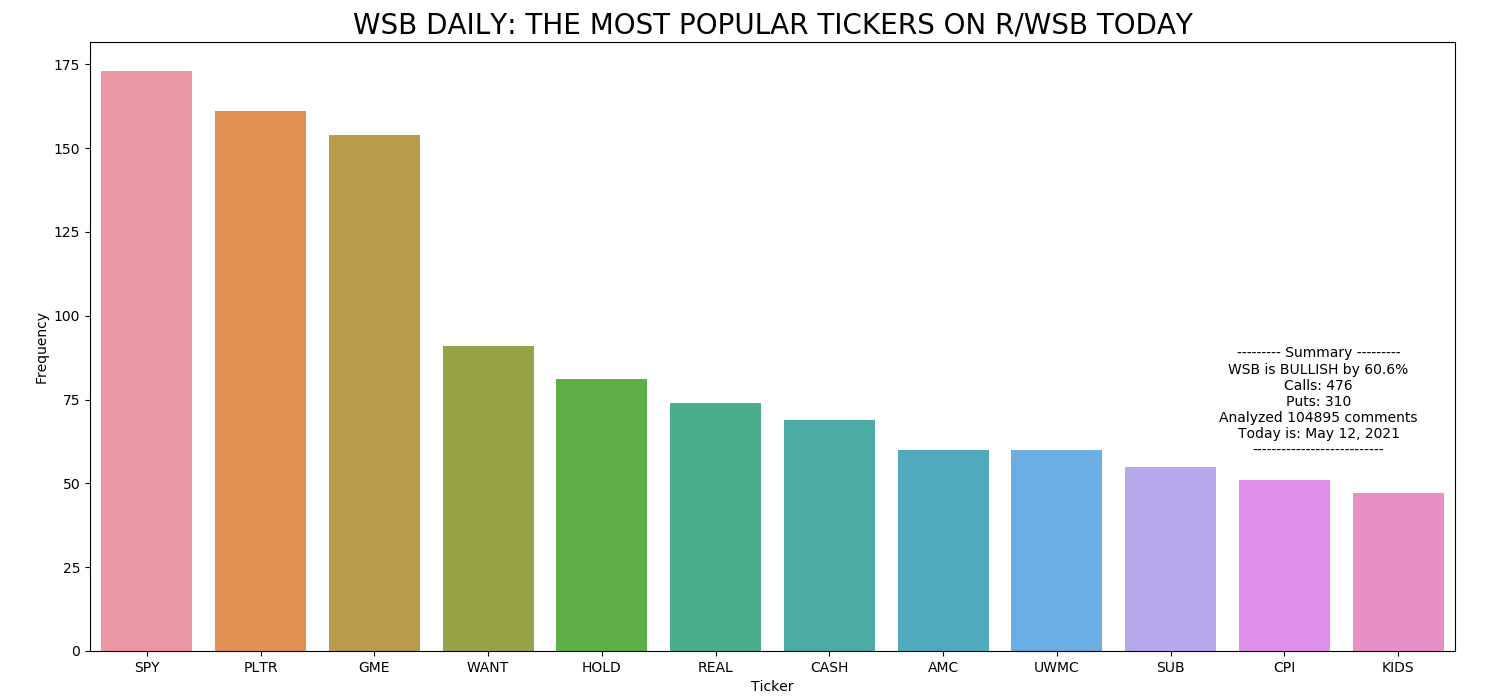 WSB DAILY: THE MOST POPULAR TICKERS ON R/WSB TODAY
175
150
125
100
75
50
25
0
Frequency
--------- Summary ---------
WSB is BULLISH by 60.6%
Calls: 476
Puts: 310
Analyzed 104895 comments
Today is: May 12, 2021
---------------------------
SPY PLTR GME WANT HOLD REAL CASH AMC UWMC SUB CPI KIDS
Ticker